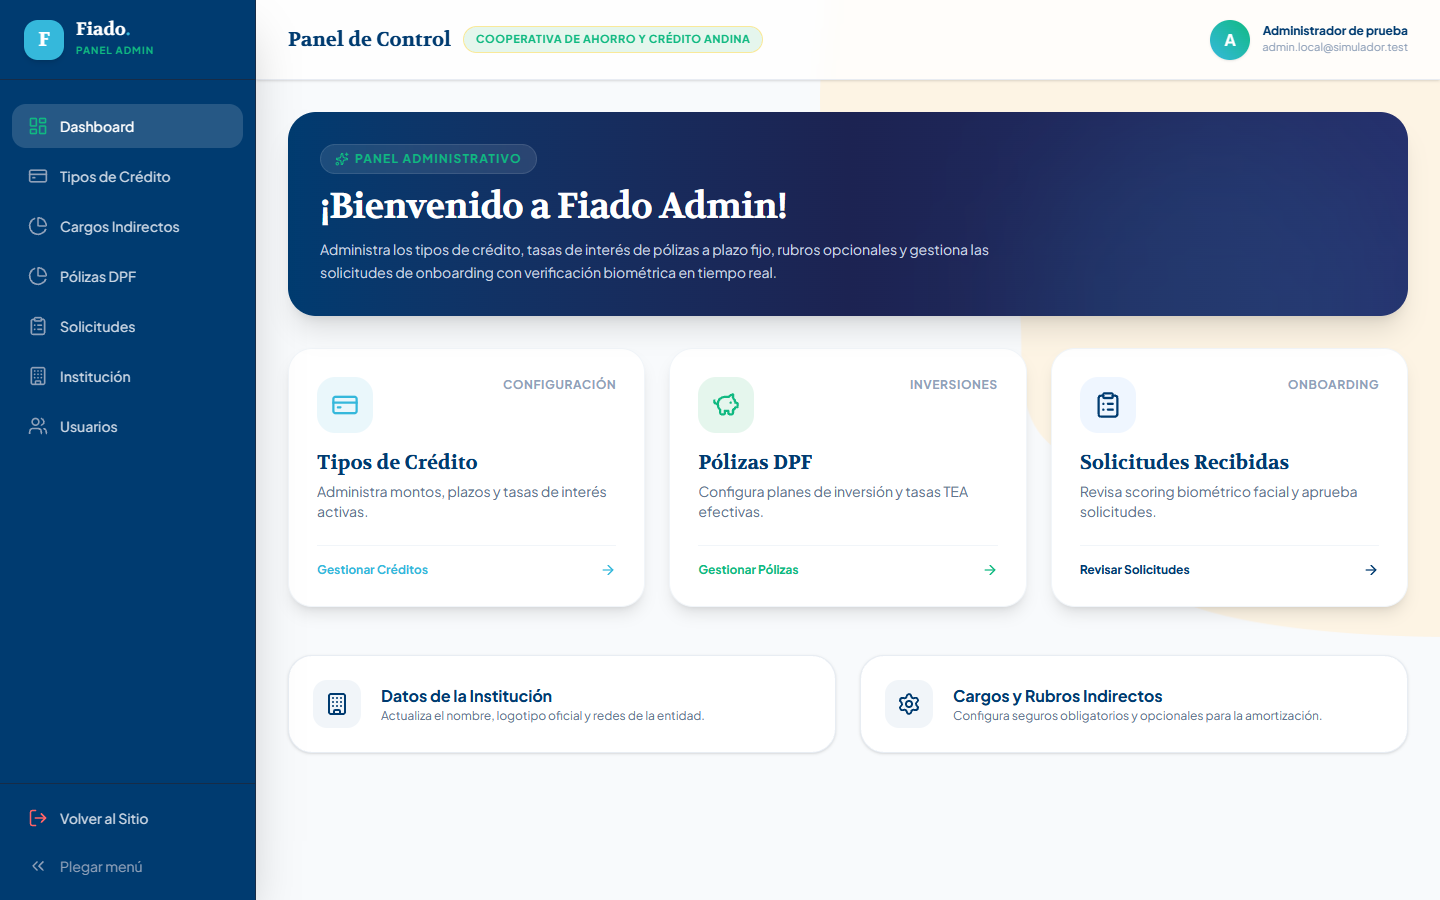 F
Fiado.
PANEL ADMIN
Dashboard
Tipos de Crédito
Cargos Indirectos
Pólizas DPF
Solicitudes
Institución
Usuarios
Volver al Sitio
Plegar menú
Panel de Control
COOPERATIVA DE AHORRO Y CRÉDITO ANDINA
A
Administrador de prueba
admin.local@simulador.test
PANEL ADMINISTRATIVO
¡Bienvenido a Fiado Admin!
Administra los tipos de crédito, tasas de interés de pólizas a plazo fijo, rubros opcionales y gestiona las
solicitudes de onboarding con verificación biométrica en tiempo real.
CONFIGURACIÓN
Tipos de Crédito
Administra montos, plazos y tasas de interés
activas.
Gestionar Créditos
INVERSIONES
Pólizas DPF
Configura planes de inversión y tasas TEA
efectivas.
Gestionar Pólizas
ONBOARDING
Solicitudes Recibidas
Revisa scoring biométrico facial y aprueba
solicitudes.
Revisar Solicitudes
Datos de la Institución
Actualiza el nombre, logotipo oficial y redes de la entidad.
Cargos y Rubros Indirectos
Configura seguros obligatorios y opcionales para la amortización.